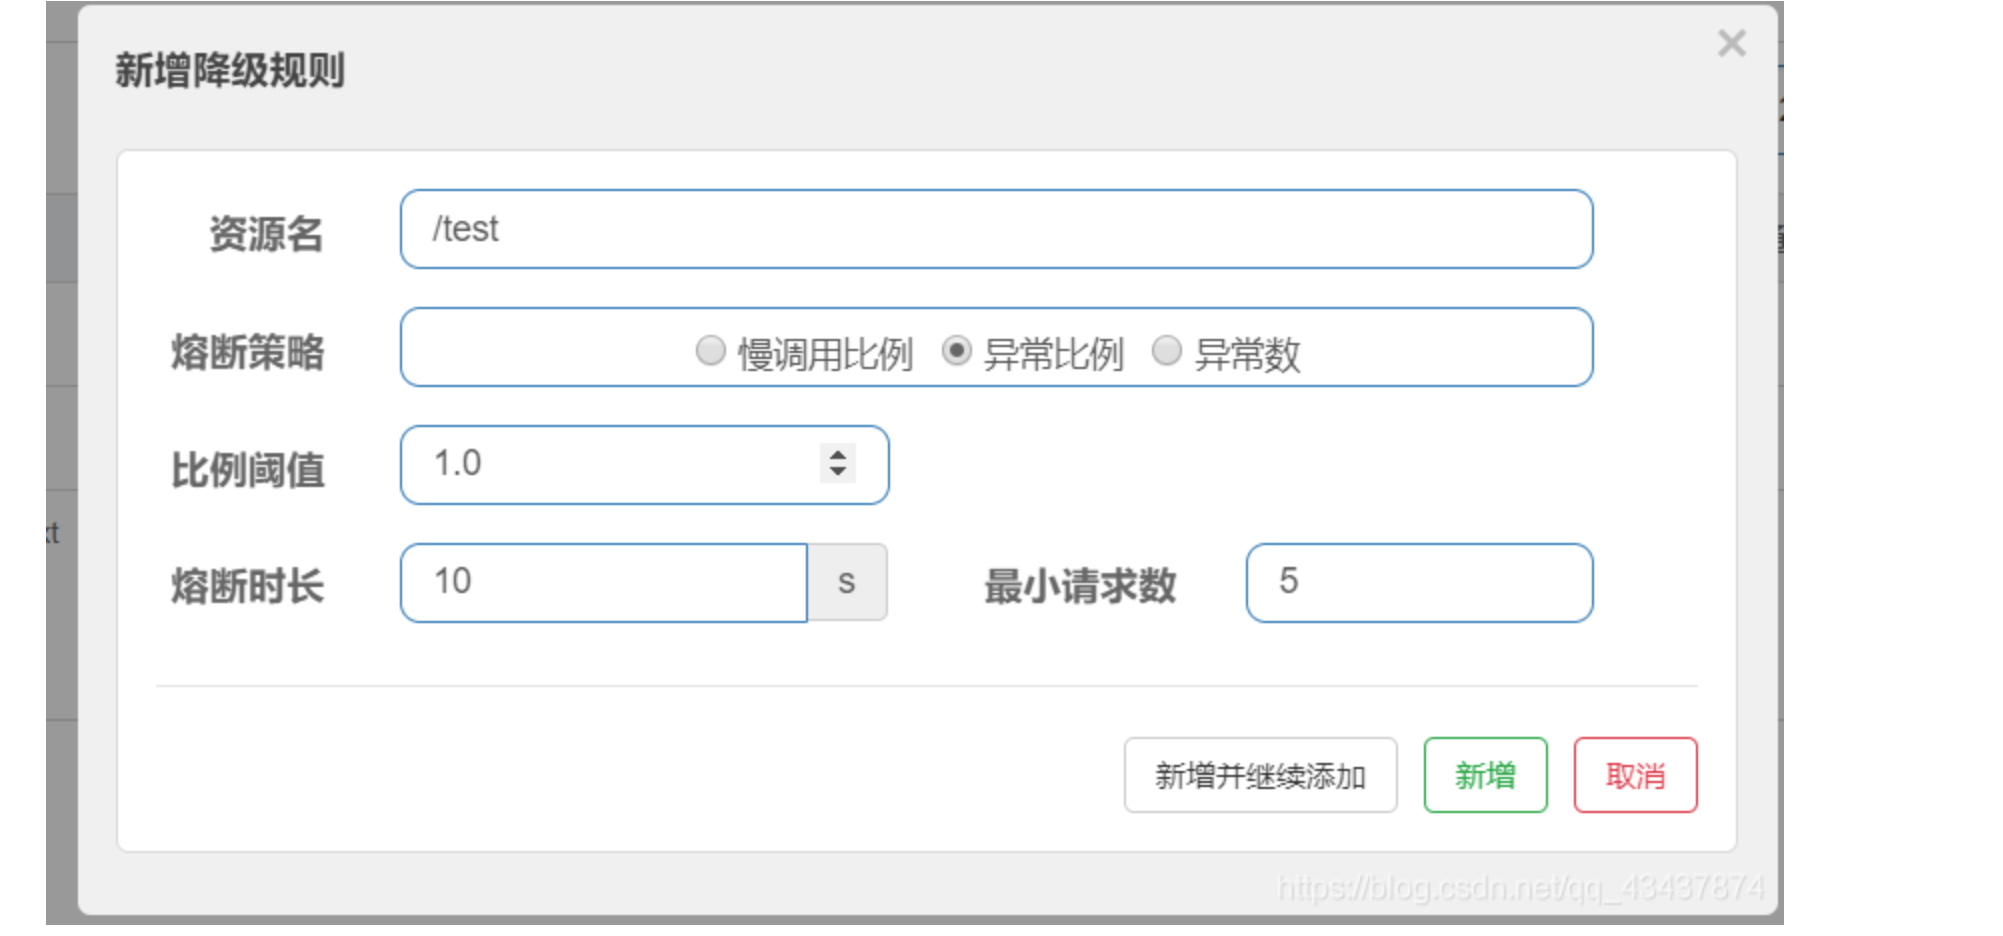 新增降级规则
×
资源名 /test
熔断策略 慢调用比例 异常比例 异常数
比例阈值 1.0
熔断时长 10 s 最小请求数 5
xt
新增并继续添加 新增 取消
https://blog.csdn.net/qq_43437874